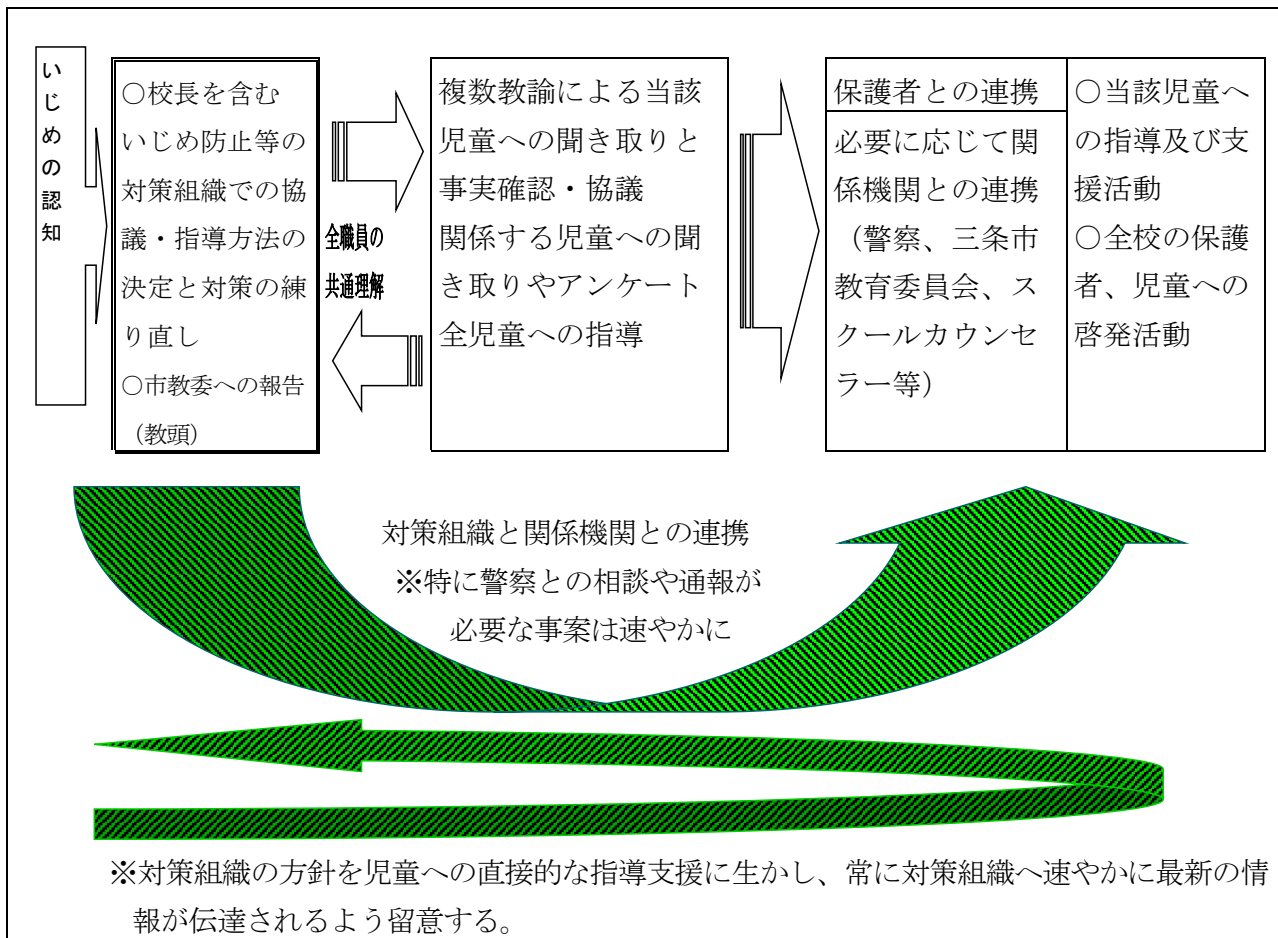 いじめの認知
○校長を含む
いじめ防止等の
対策組織での協
議・指導方法の
決定と対策の練
り直し
○市教委への報告
（教頭）
全職員の
共通理解
複数教諭による当該
児童への聞き取りと
事実確認・協議
関係する児童への聞
き取りやアンケート
全児童への指導
保護者との連携
必要に応じて関
係機関との連携
（警察、三条市
教育委員会、ス
クールカウンセ
ラー等）
○当該児童へ
の指導及び支
援活動
○全校の保護
者、児童への
啓発活動
対策組織と関係機関との連携
※特に警察との相談や通報が
必要な事案は速やかに
※対策組織の方針を児童への直接的な指導支援に生かし、常に対策組織へ速やかに最新の情
報が伝達されるよう留意する。